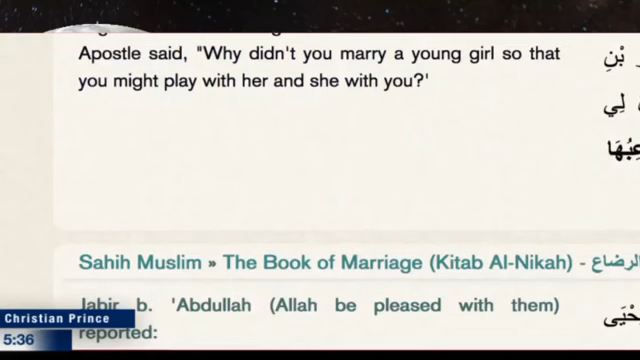 Apostle said, "Why didn't you marry a young girl so that
you might play with her and she with you?'
بْنِ
لِي
Sahih Muslim » The Book of Marriage (Kitab Al-Nikah) - الرضاع
Jabir b. 'Abdullah (Allah be pleased with them)
reported:
Christian Prince
5:36